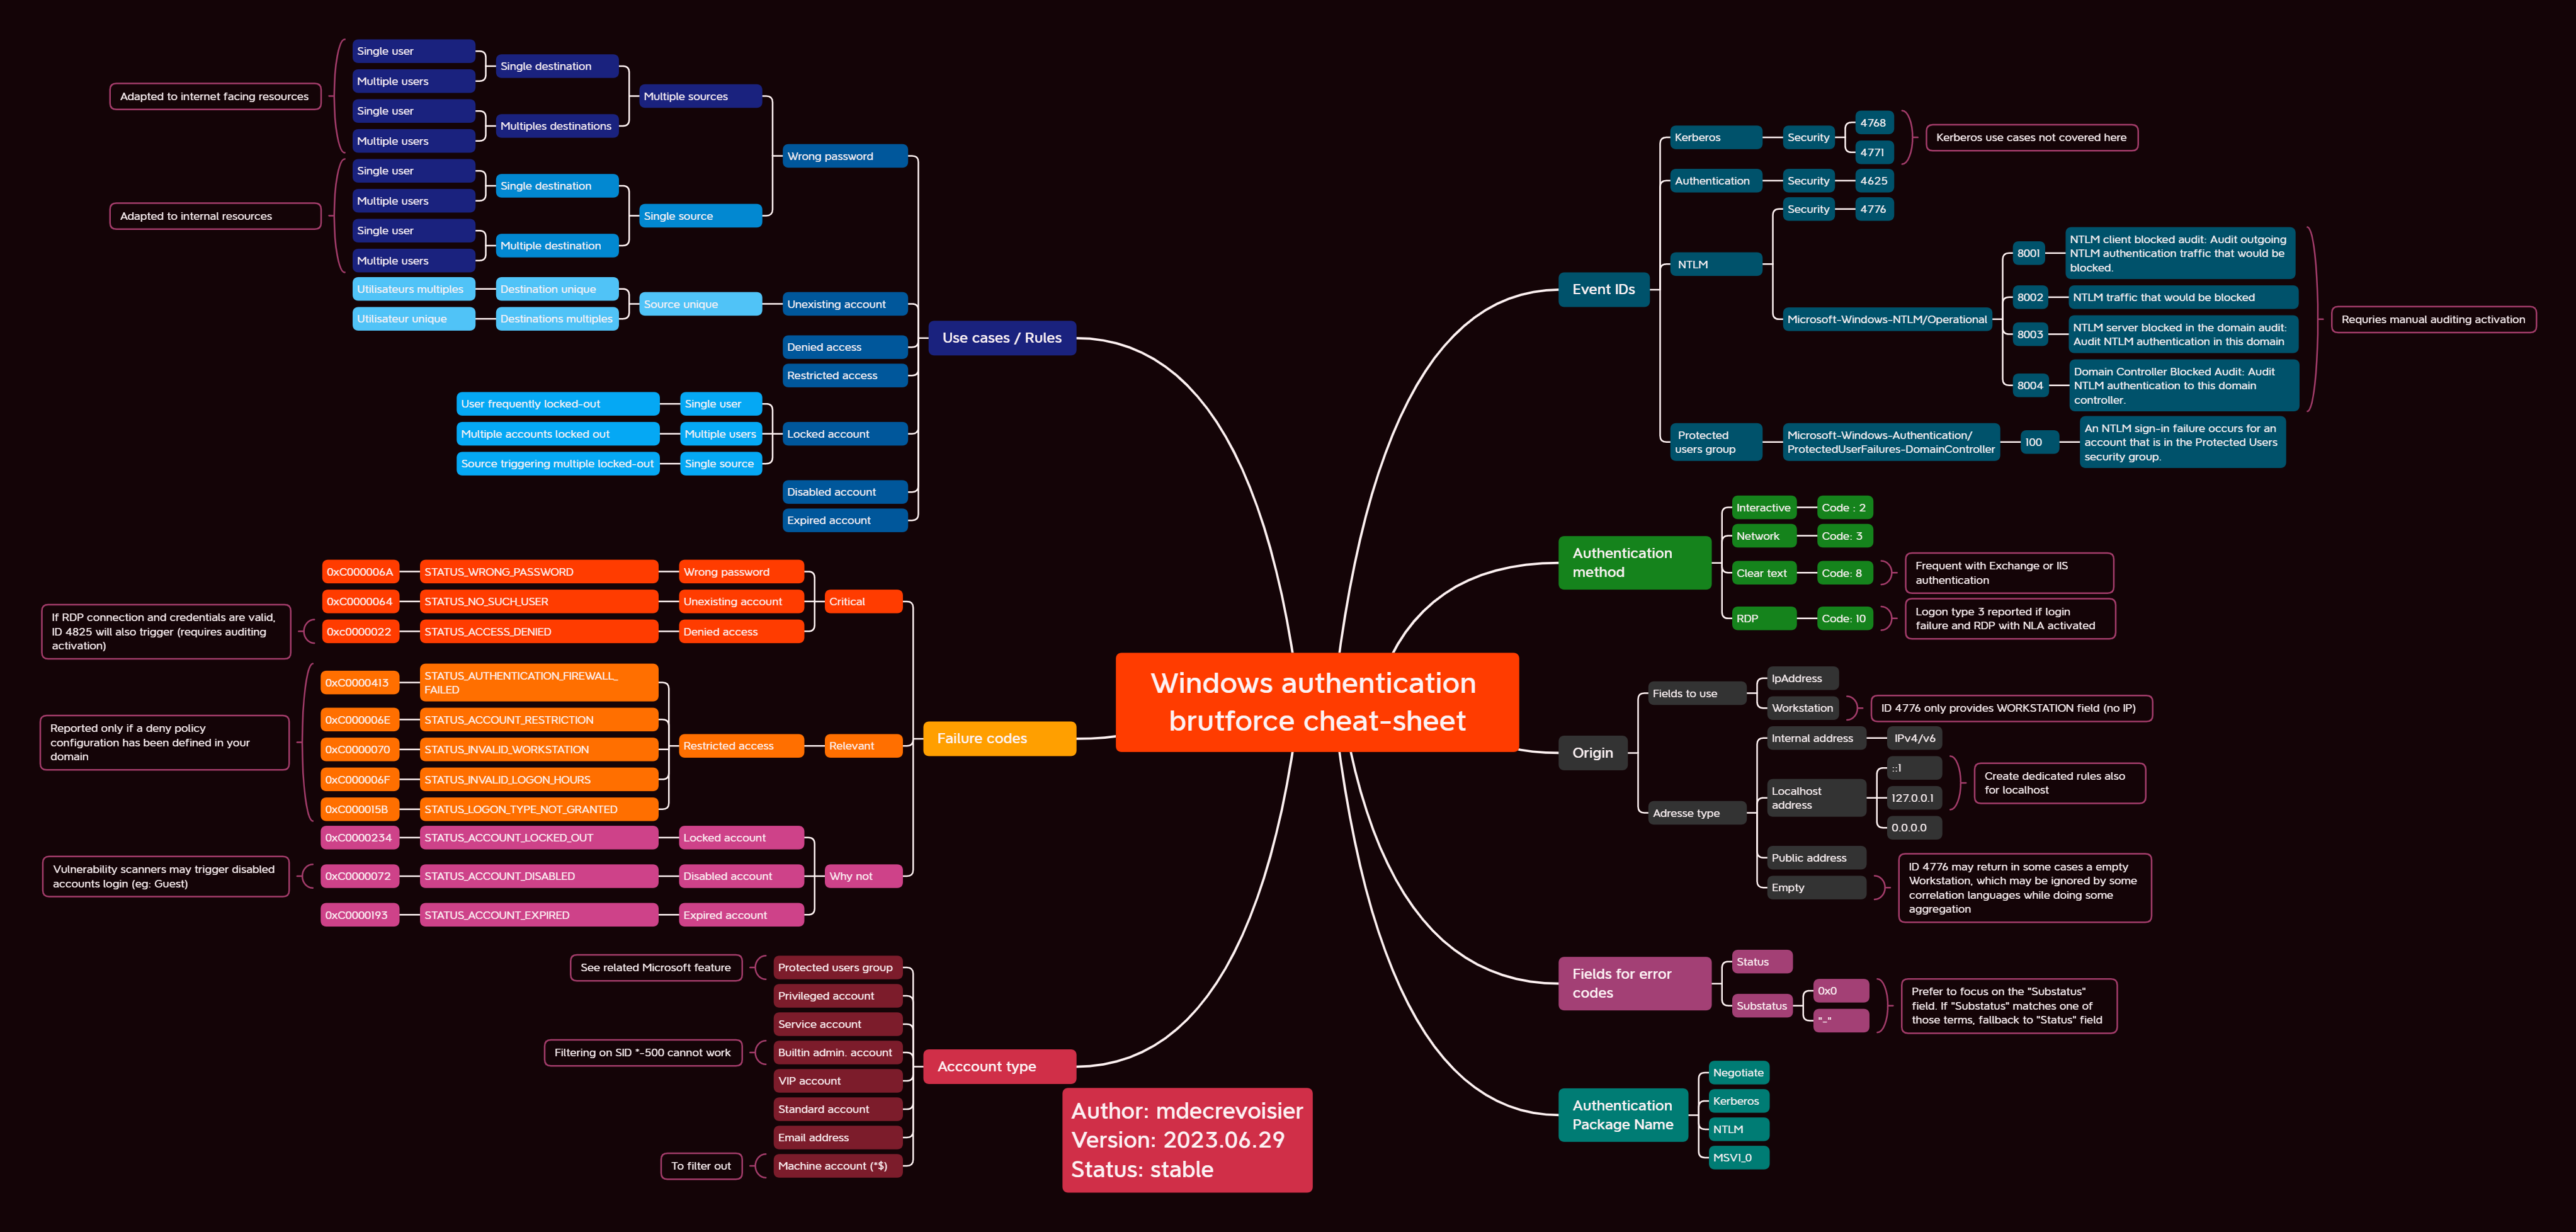 Windows authentication
brutforce cheat-sheet
Use cases / Rules
Wrong password
Multiple sources
Single destination
Single user
Multiple users
Multiples destinations
Single user
Multiple users
Adapted to internet facing resources
Single source
Single destination
Single user
Multiple users
Multiple destination
Single user
Multiple users
Adapted to internal resources
Unexisting account
Source unique
Destination unique
Utilisateurs multiples
Destinations multiples
Utilisateur unique
Denied access
Restricted access
Locked account
Single user
User frequently locked-out
Multiple users
Multiple accounts locked out
Single source
Source triggering multiple locked-out
Disabled account
Expired account
Failure codes
Critical
Wrong password
STATUS_WRONG_PASSWORD
0xC000006A
Unexisting account
STATUS_NO_SUCH_USER
0xC0000064
Denied access
STATUS_ACCESS_DENIED
0xc0000022
If RDP connection and credentials are valid,
ID 4825 will also trigger (requires auditing
activation)
Relevant
Restricted access
STATUS_AUTHENTICATION_FIREWALL_
FAILED
0xC0000413
STATUS_ACCOUNT_RESTRICTION
0xC000006E
STATUS_INVALID_WORKSTATION
0xC0000070
STATUS_INVALID_LOGON_HOURS
0xC000006F
STATUS_LOGON_TYPE_NOT_GRANTED
0xC000015B
Reported only if a deny policy
configuration has been defined in your
domain
Why not
Locked account
STATUS_ACCOUNT_LOCKED_OUT
0xC0000234
Disabled account
STATUS_ACCOUNT_DISABLED
0xC0000072
Vulnerability scanners may trigger disabled
accounts login (eg: Guest)
Expired account
STATUS_ACCOUNT_EXPIRED
0xC0000193
Acccount type
Protected users group
See related Microsoft feature
Privileged account
Service account
Builtin admin. account
Filtering on SID *-500 cannot work
VIP account
Standard account
Email address
Machine account (*$)
To filter out
Author: mdecrevoisier
Version: 2023.06.29
Status: stable
Event IDs
Kerberos
Security
4768
4771
Kerberos use cases not covered here
Authentication
Security
4625
NTLM
Security
4776
Microsoft-Windows-NTLM/Operational
8001
NTLM client blocked audit: Audit outgoing
NTLM authentication traffic that would be
blocked.
8002
NTLM traffic that would be blocked
8003
NTLM server blocked in the domain audit:
Audit NTLM authentication in this domain
8004
Domain Controller Blocked Audit: Audit
NTLM authentication to this domain
controller.
Requries manual auditing activation
Protected
users group
Microsoft-Windows-Authentication/
ProtectedUserFailures-DomainController
100
An NTLM sign-in failure occurs for an
account that is in the Protected Users
security group.
Authentication
method
Interactive
Code : 2
Network
Code: 3
Clear text
Code: 8
Frequent with Exchange or IIS
authentication
RDP
Code: 10
Logon type 3 reported if login
failure and RDP with NLA activated
Origin
Fields to use
IpAddress
Workstation
ID 4776 only provides WORKSTATION field (no IP)
Adresse type
Internal address
IPv4/v6
Localhost
address
::1
127.0.0.1
0.0.0.0
Create dedicated rules also
for localhost
Public address
Empty
ID 4776 may return in some cases a empty
Workstation, which may be ignored by some
correlation languages while doing some
aggregation
Fields for error
codes
Status
Substatus
0x0
"-"
Prefer to focus on the "Substatus"
field. If "Substatus" matches one of
those terms, fallback to "Status" field
Authentication
Package Name
Negotiate
Kerberos
NTLM
MSV1_0